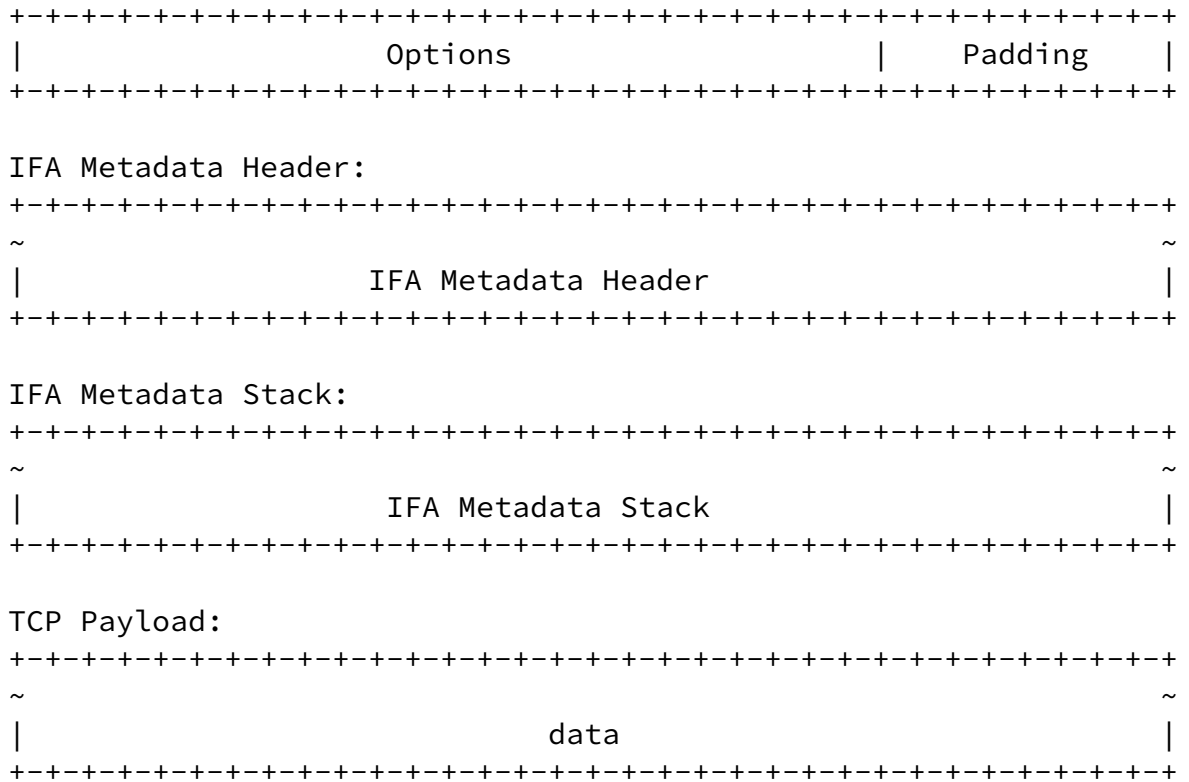 +-+-+-+-+-+-+-+-+-+-+-+-+-+-+-+-+-+-+-+-+-+-+-+-+-+-+-+-+-+-+-+-+
|                    Options                    |    Padding    |
+-+-+-+-+-+-+-+-+-+-+-+-+-+-+-+-+-+-+-+-+-+-+-+-+-+-+-+-+-+-+-+-+
IFA Metadata Header:
+-+-+-+-+-+-+-+-+-+-+-+-+-+-+-+-+-+-+-+-+-+-+-+-+-+-+-+-+-+-+-+-+
~                                                               ~
|                   IFA Metadata Header                         |
+-+-+-+-+-+-+-+-+-+-+-+-+-+-+-+-+-+-+-+-+-+-+-+-+-+-+-+-+-+-+-+-+
IFA Metadata Stack:
+-+-+-+-+-+-+-+-+-+-+-+-+-+-+-+-+-+-+-+-+-+-+-+-+-+-+-+-+-+-+-+-+
~                                                               ~
|                    IFA Metadata Stack                         |
+-+-+-+-+-+-+-+-+-+-+-+-+-+-+-+-+-+-+-+-+-+-+-+-+-+-+-+-+-+-+-+-+
TCP Payload:
+-+-+-+-+-+-+-+-+-+-+-+-+-+-+-+-+-+-+-+-+-+-+-+-+-+-+-+-+-+-+-+-+
~                                                               ~
|                             data                              |
+-+-+-+-+-+-+-+-+-+-+-+-+-+-+-+-+-+-+-+-+-+-+-+-+-+-+-+-+-+-+-+-+